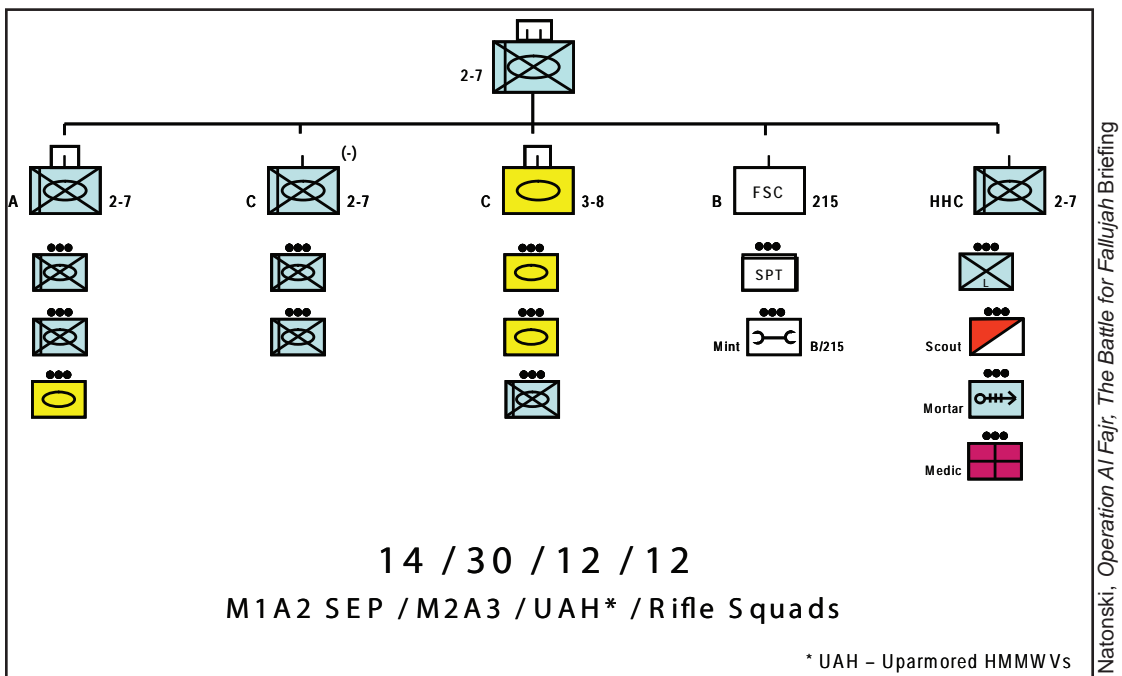 2-7
(-)
A 2-7
C 2-7
C 3-8
B FSC 215
HHC 2-7
SPT
L
Mint B/215
Scout
Mortar
Medic
14 / 30 / 12 / 12
M1A2 SEP / M2A3 / UAH* / Rifle Squads
* UAH – Uparmored HMMWVs
Natonski, Operation Al Fajr, The Battle for Fallujah Briefing